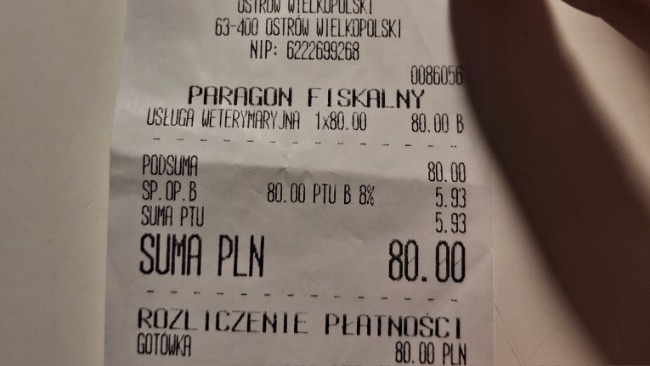 OSTRÓW WIELKOPOLSKI
63-400 OSTRÓW WIELKOPOLSKI
NIP: 6222699268
0086056
PARAGON FISKALNY
USŁUGA WETERYMARYJNA 1x80.00 80.00 B
PODSUMA 80.00
SP.OP.B 80.00 PTU B 8% 5.93
SUMA PTU 5.93
SUMA PLN 80.00
ROZLICZENIE PŁATNOŚCI
GOTÓWKA 80.00 PLN